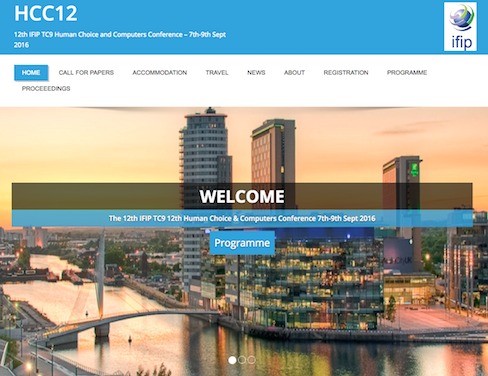 HCC12
12th IFIP TC9 Human Choice and Computers Conference – 7th-9th Sept
2016
ifip
HOME CALL FOR PAPERS ACCOMMODATION TRAVEL NEWS ABOUT REGISTRATION PROGRAMME
PROCEEEDINGS
WELCOME
The 12th IFIP TC9 12th Human Choice & Computers Conference 7th-9th Sept 2016
Programme